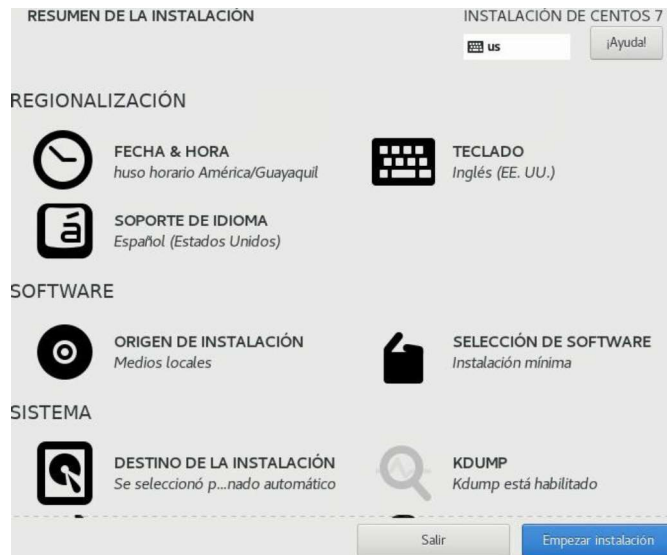 RESUMEN DE LA INSTALACIÓN
INSTALACIÓN DE CENTOS 7
us
¡Ayuda!
REGIONALIZACIÓN
FECHA & HORA
huso horario América/Guayaquil
TECLADO
Inglés (EE. UU.)
SOPORTE DE IDIOMA
Español (Estados Unidos)
SOFTWARE
ORIGEN DE INSTALACIÓN
Medios locales
SELECCIÓN DE SOFTWARE
Instalación mínima
SISTEMA
DESTINO DE LA INSTALACIÓN
Se seleccionó p...nado automático
KDUMP
Kdump está habilitado
Salir
Empezar instalación